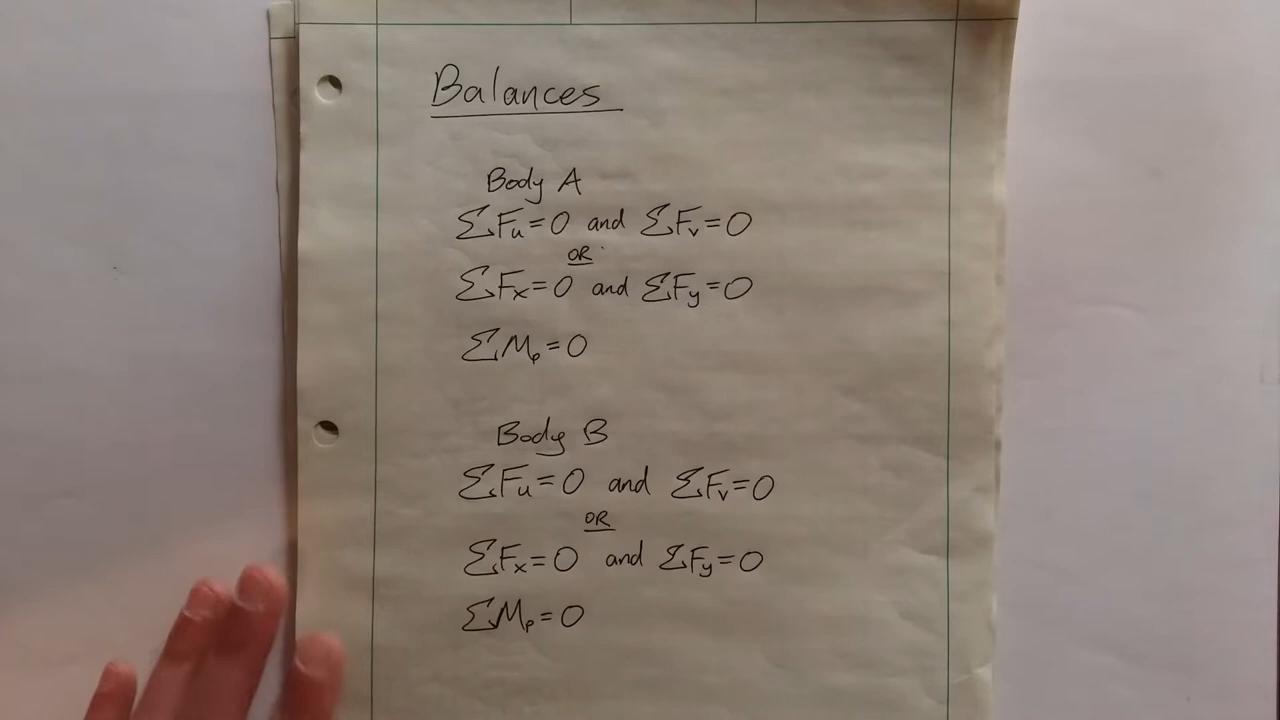 Balances
Body A
ΣFu=0 and ΣFv=0
OR
ΣFx=0 and ΣFy=0
ΣMp=0
Body B
ΣFu=0 and ΣFv=0
OR
ΣFx=0 and ΣFy=0
ΣMp=0